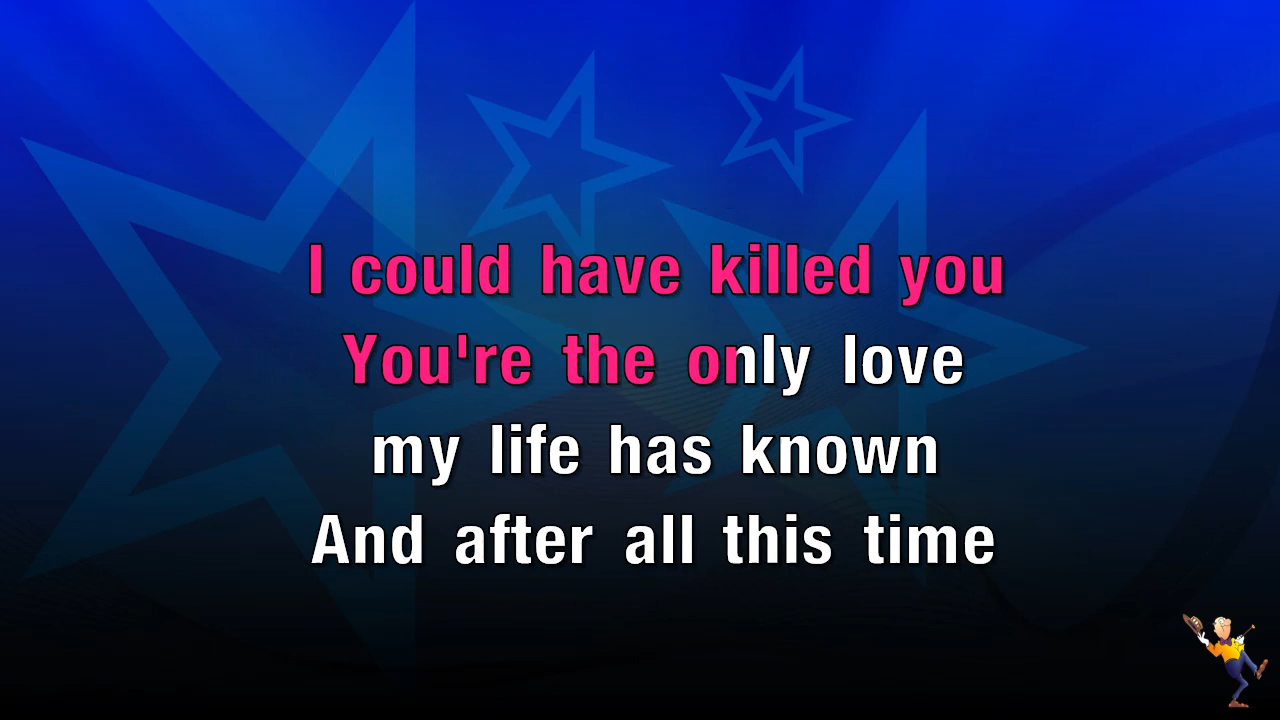 I could have killed you
You're the only love
my life has known
And after all this time